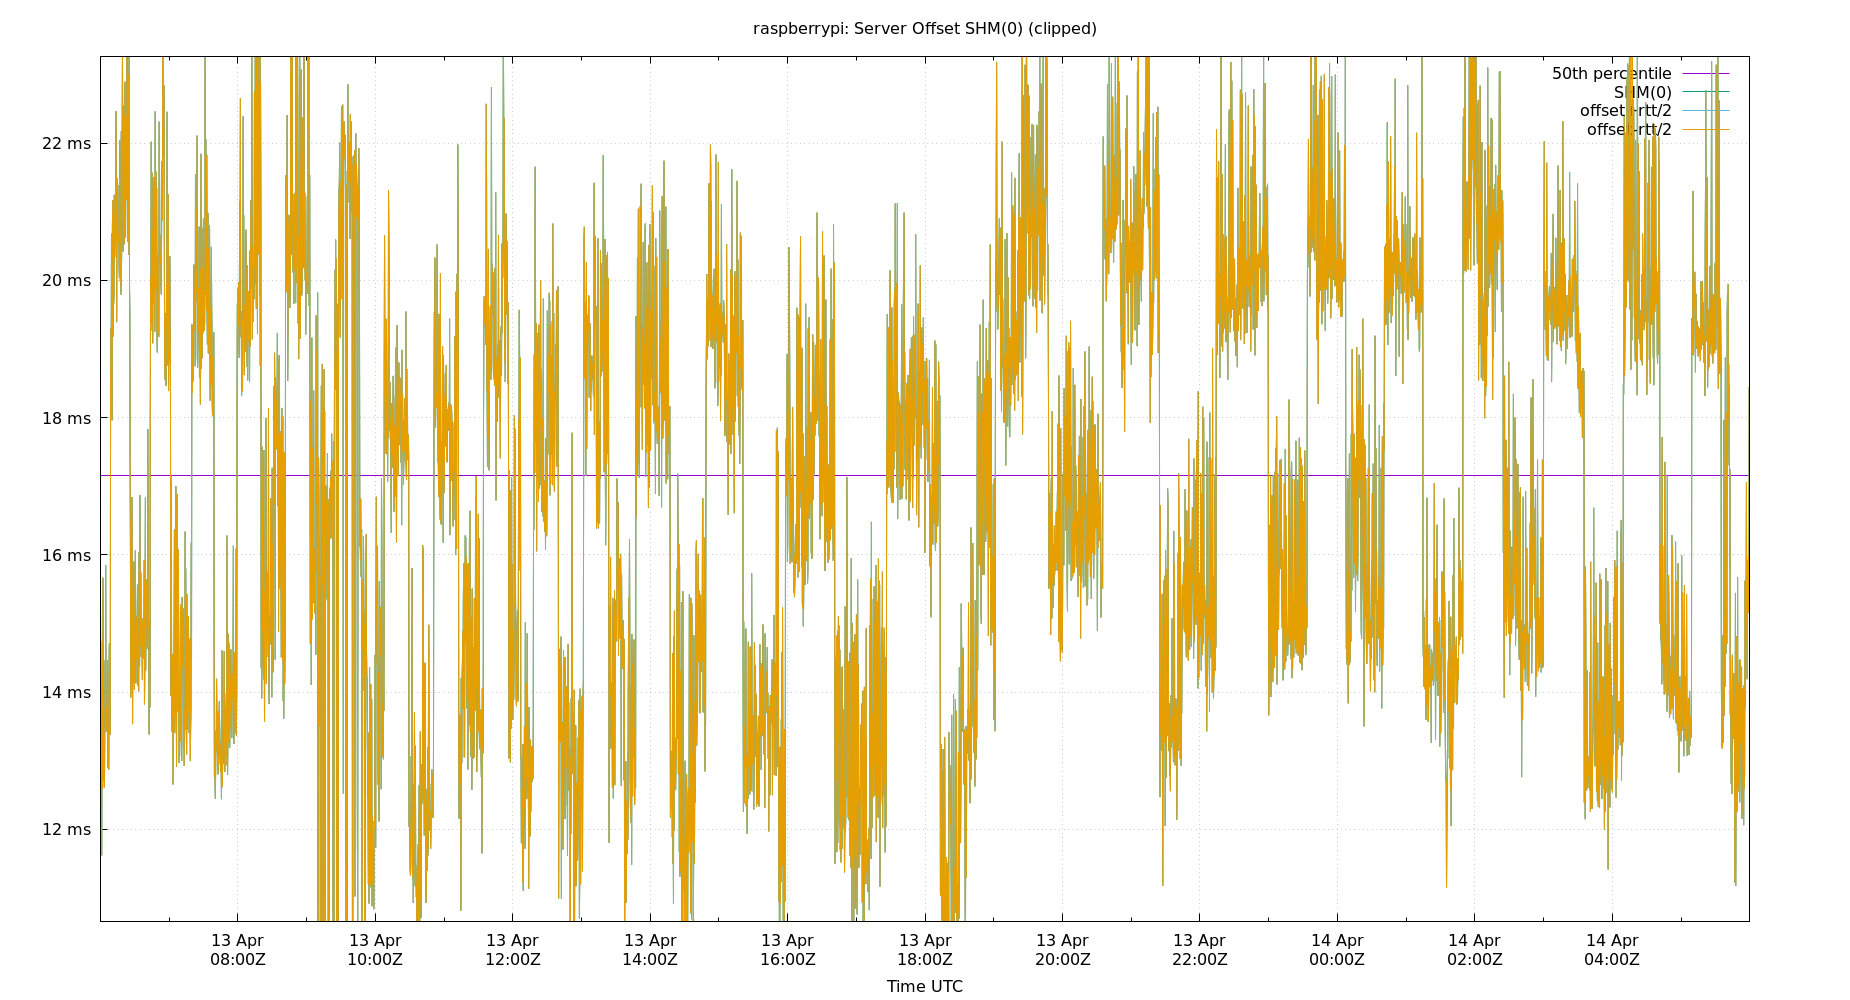 raspberrypi: Server Offset SHM(0) (clipped)
50th percentile
SHM(0)
offset+rtt/2
offset-rtt/2
22 ms
20 ms
18 ms
16 ms
14 ms
12 ms
13 Apr 13 Apr 13 Apr 13 Apr 13 Apr 13 Apr 13 Apr 13 Apr 14 Apr 14 Apr 14 Apr
08:00Z 10:00Z 12:00Z 14:00Z 16:00Z 18:00Z 20:00Z 22:00Z 00:00Z 02:00Z 04:00Z
Time UTC